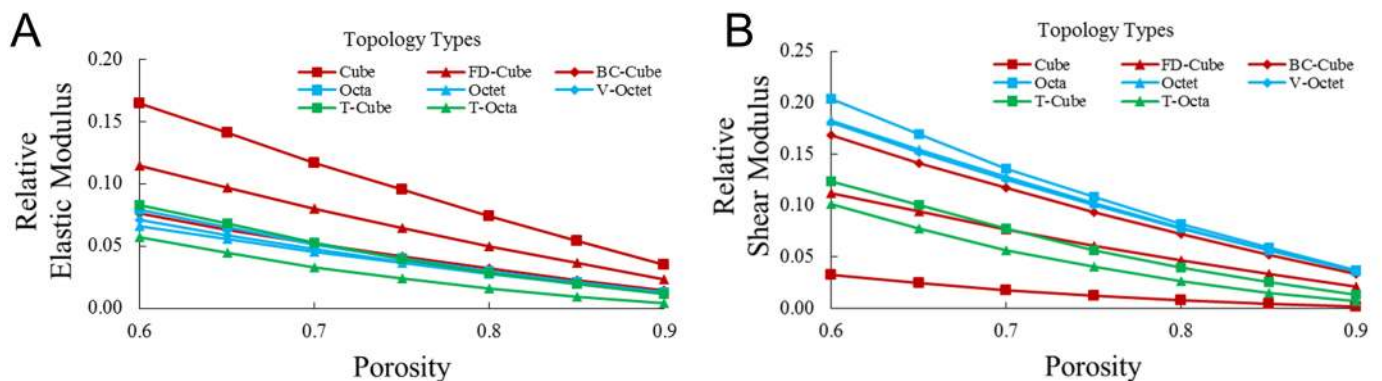 A
Topology Types
Cube FD-Cube BC-Cube
Octa Octet V-Octet
T-Cube T-Octa
0.20
0.15
0.10
0.05
0.00
Relative
Elastic Modulus
0.6 0.7 0.8 0.9
Porosity
B
Topology Types
Cube FD-Cube BC-Cube
Octa Octet V-Octet
T-Cube T-Octa
0.25
0.20
0.15
0.10
0.05
0.00
Relative
Shear Modulus
0.6 0.7 0.8 0.9
Porosity